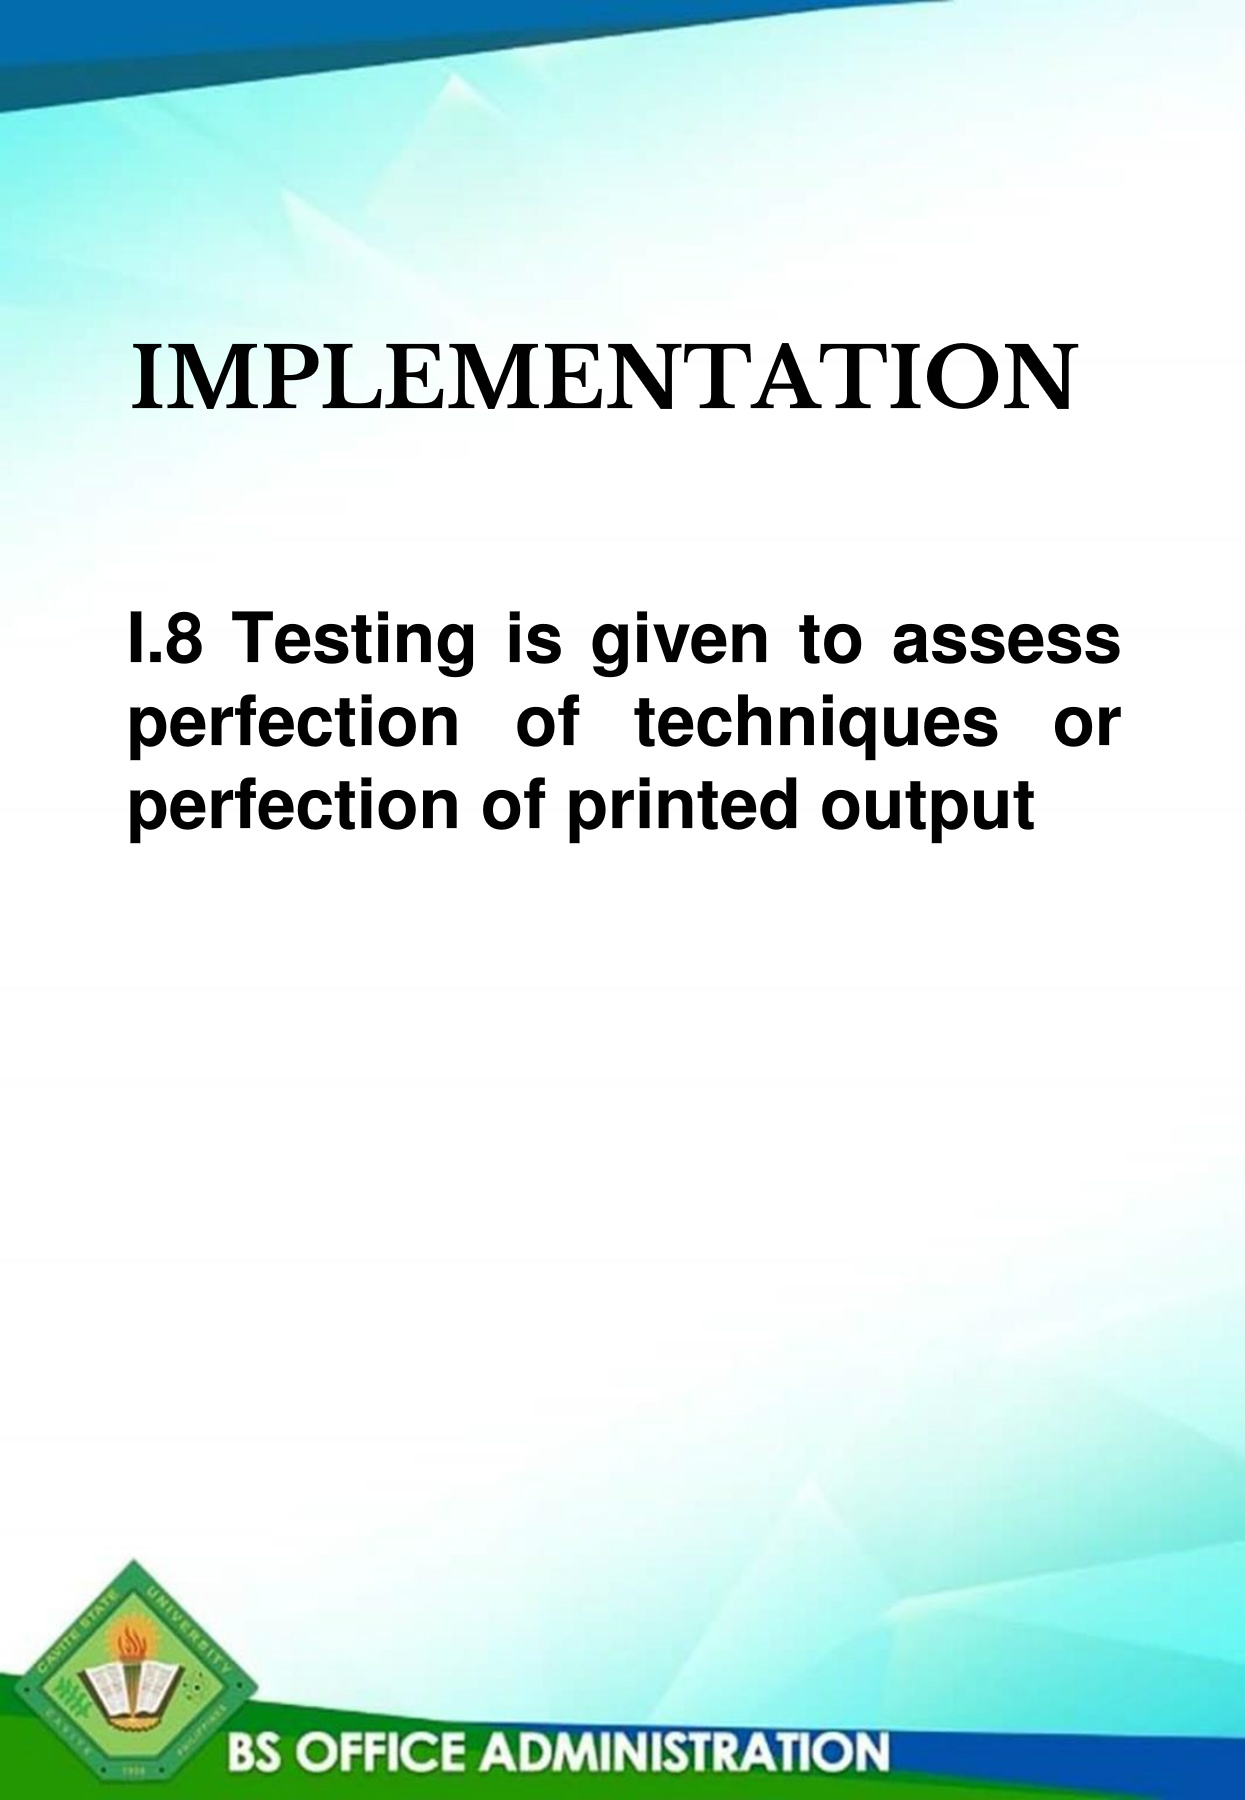 IMPLEMENTATION
I.8 Testing is given to assess
perfection of techniques or
perfection of printed output
CAVITE STATE UNIVERSITY
CAVITE PHILIPPINES
1906
BS OFFICE ADMINISTRATION